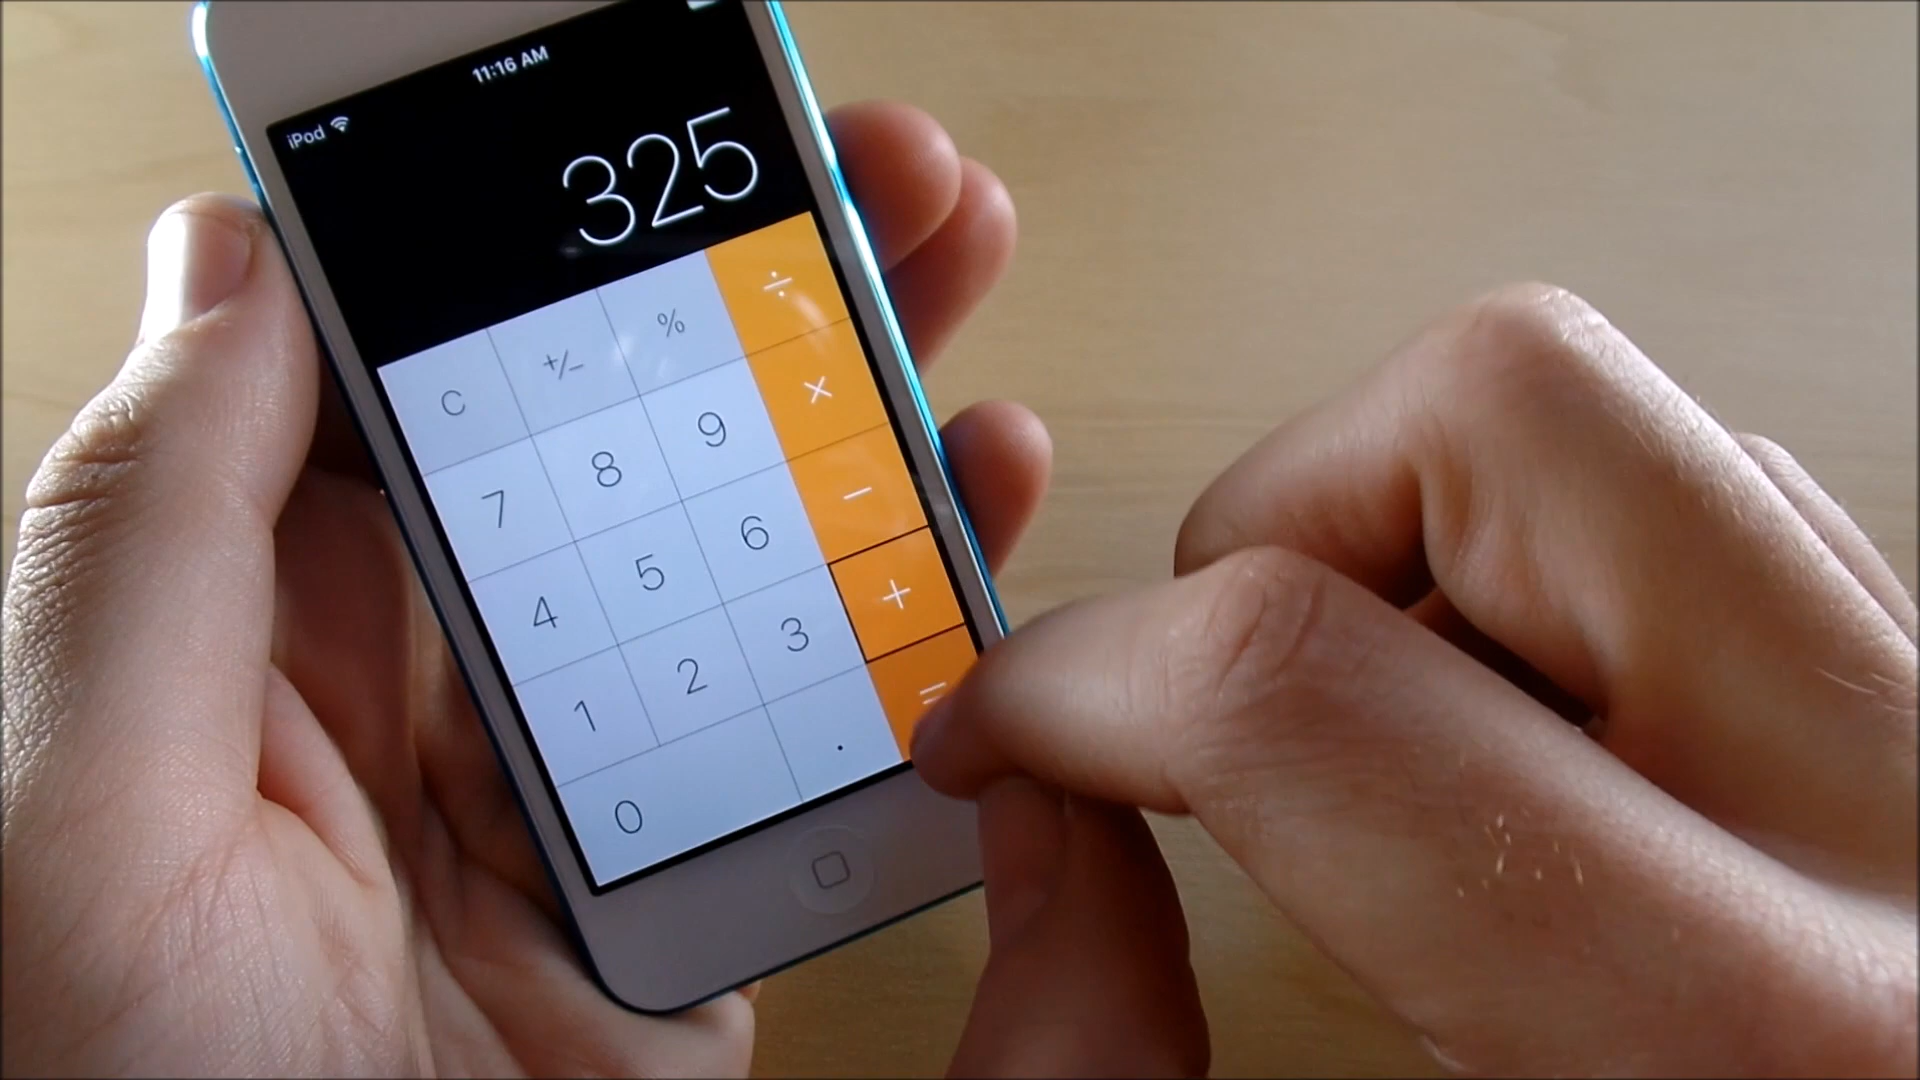 11:16 AM
iPod
325
C +/- % ÷
7 8 9 ×
4 5 6 −
1 2 3 +
0 . =